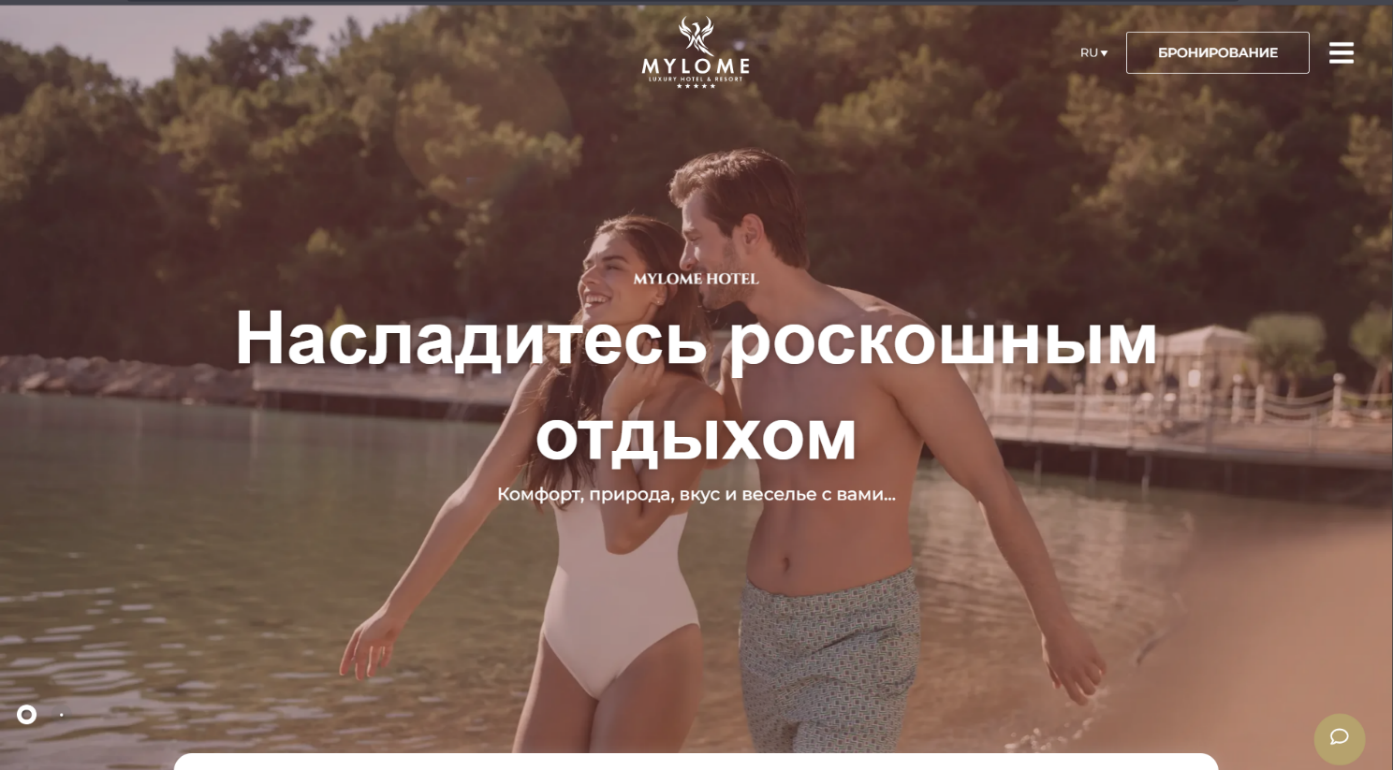 MYLOME
LUXURY HOTEL & RESORT
RU
БРОНИРОВАНИЕ
MYLOME HOTEL
Насладитесь роскошным
отдыхом
Комфорт, природа, вкус и веселье с вами...